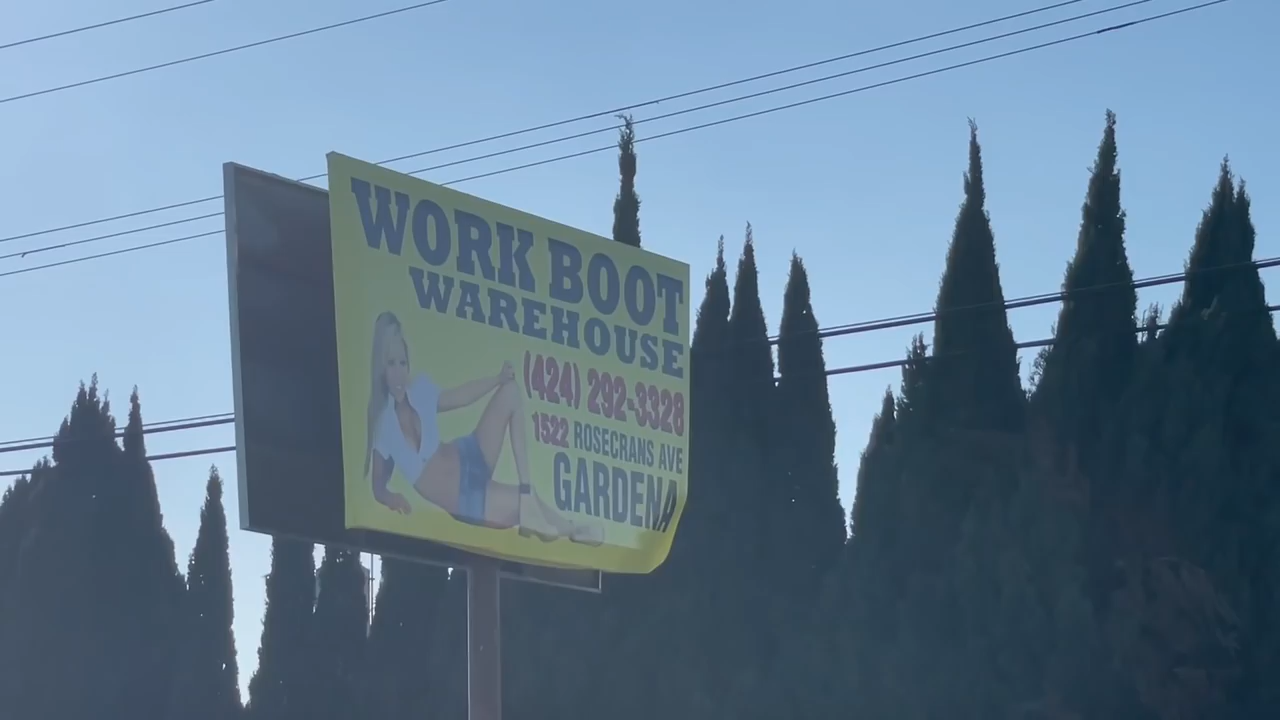 WORK BOOT
WAREHOUSE
(424) 292-3328
1522 ROSECRANS AVE
GARDENA